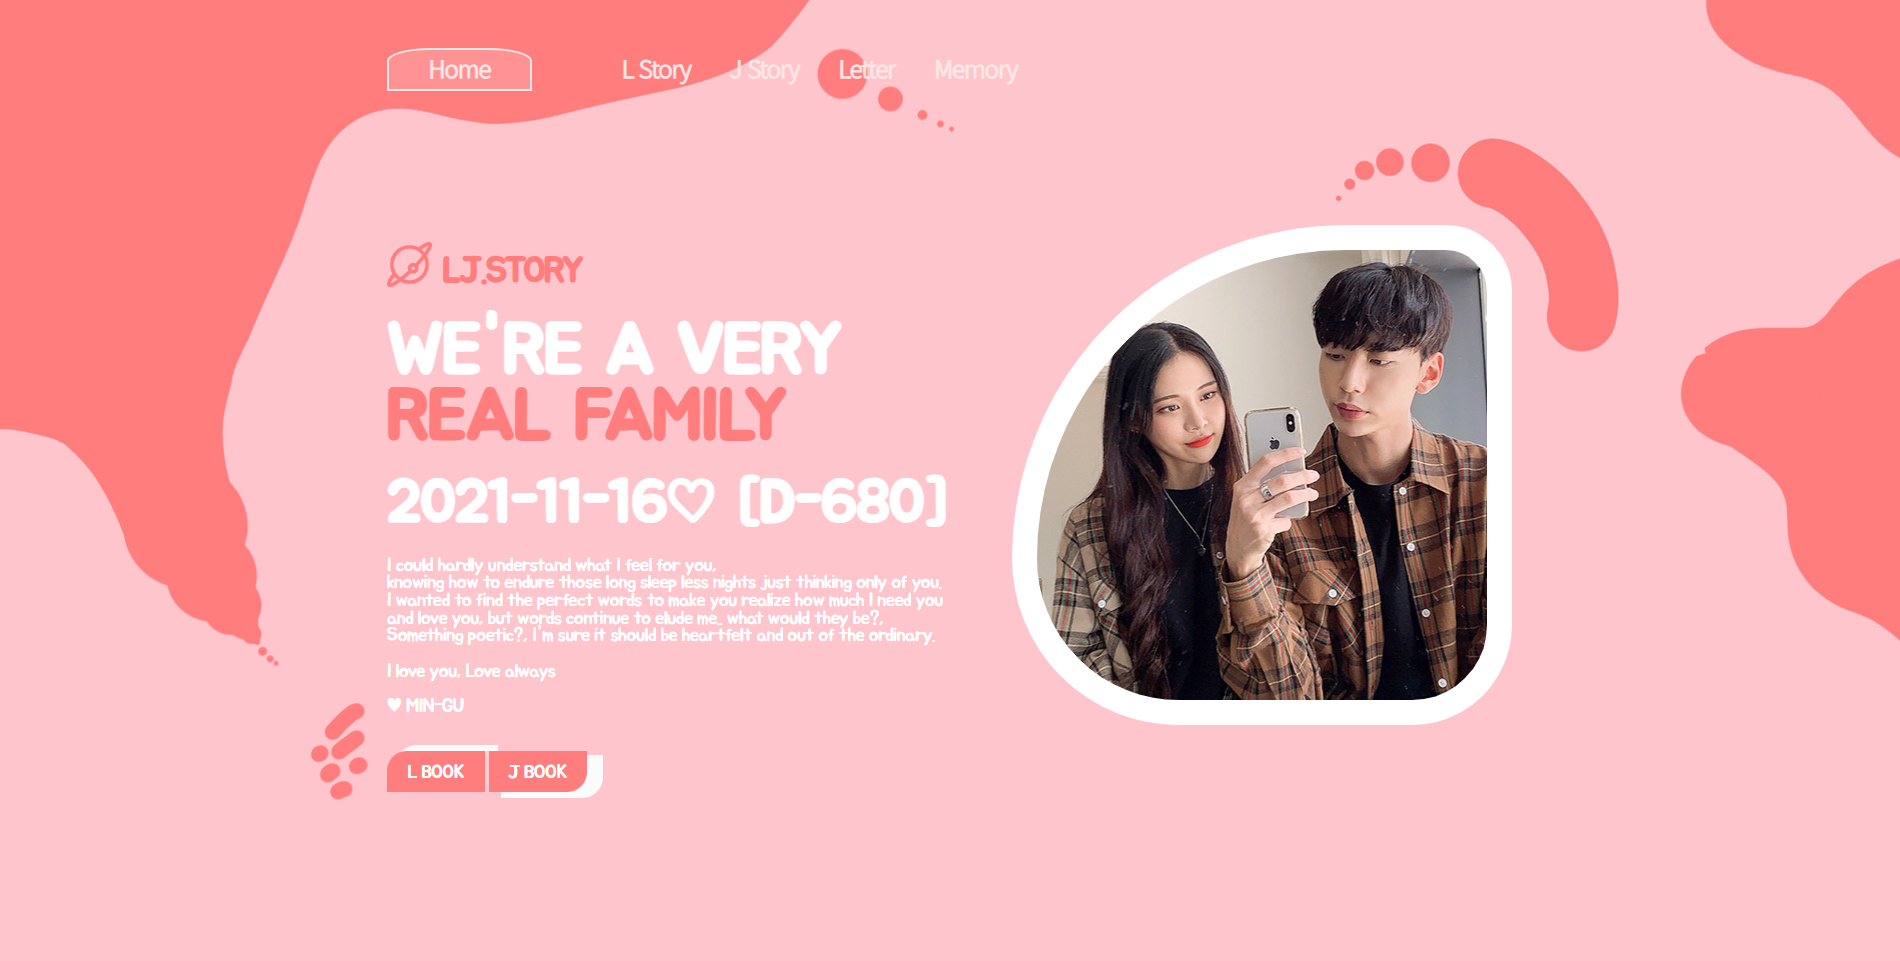 Home L Story J Story Letter Memory
LJ.STORY
WE'RE A VERY
REAL FAMILY
2021-11-16♡ [D-680]
I could hardly understand what I feel for you,
knowing how to endure those long sleep less nights just thinking only of you.
I wanted to find the perfect words to make you realize how much I need you
and love you, but words continue to elude me_ what would they be?,
Something poetic?, I'm sure it should be heartfelt and out of the ordinary.
I love you, Love always
♥ MIN-GU
L BOOK J BOOK